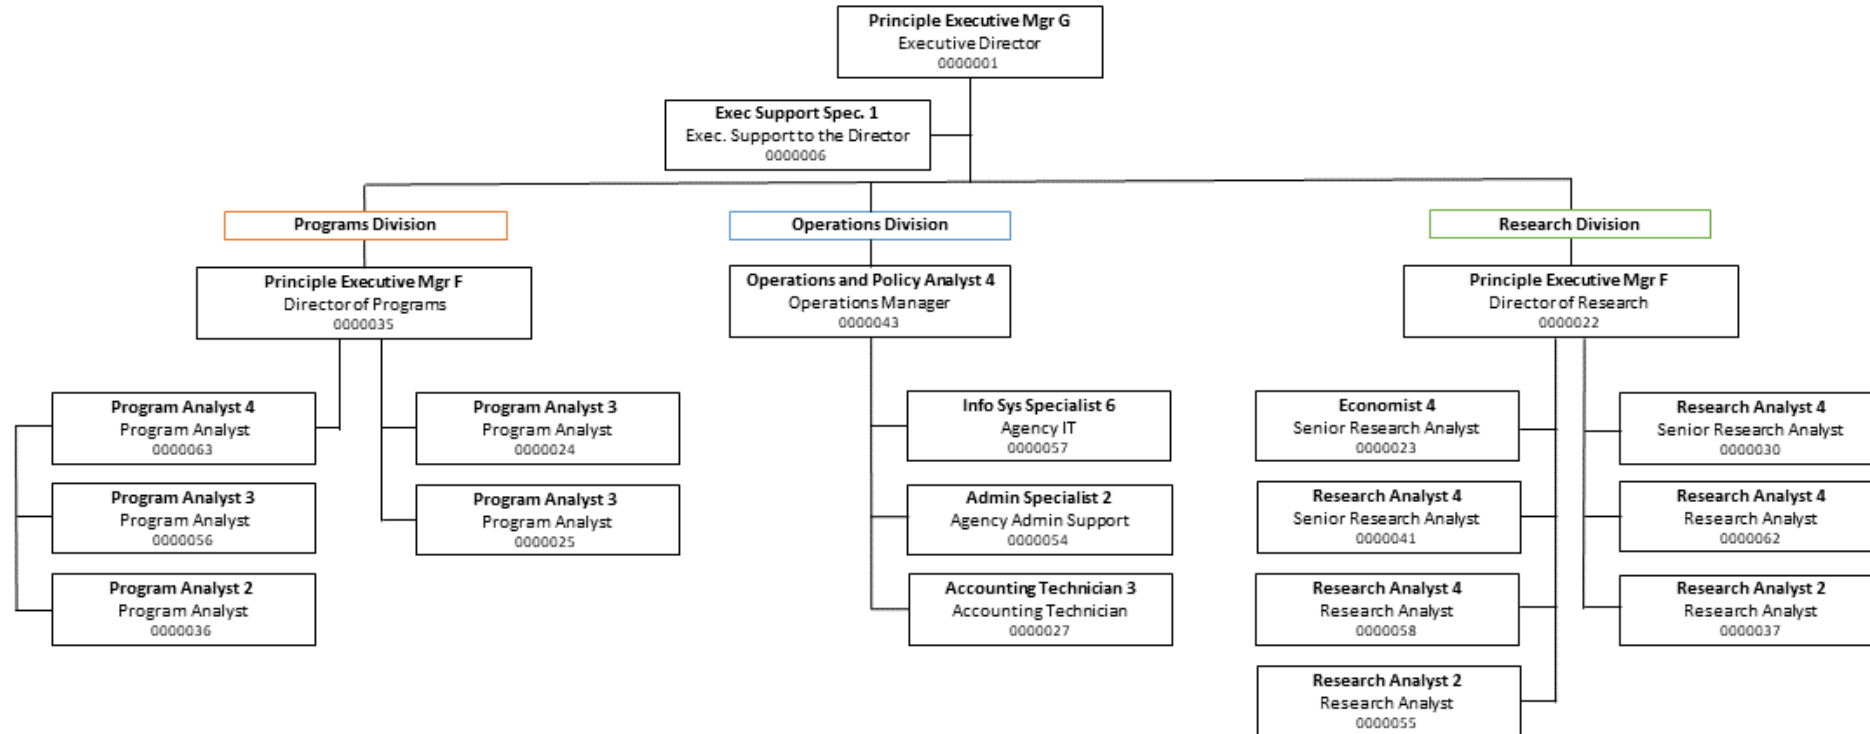 Principle Executive Mgr G
Executive Director
0000001
Exec Support Spec. 1
Exec. Support to the Director
0000006
Programs Division
Operations Division
Research Division
Principle Executive Mgr F
Director of Programs
0000035
Operations and Policy Analyst 4
Operations Manager
0000043
Principle Executive Mgr F
Director of Research
0000022
Program Analyst 4
Program Analyst
0000063
Program Analyst 3
Program Analyst
0000024
Info Sys Specialist 6
Agency IT
0000057
Economist 4
Senior Research Analyst
0000023
Research Analyst 4
Senior Research Analyst
0000030
Program Analyst 3
Program Analyst
0000056
Program Analyst 3
Program Analyst
0000025
Admin Specialist 2
Agency Admin Support
0000054
Research Analyst 4
Senior Research Analyst
0000041
Research Analyst 4
Research Analyst
0000062
Program Analyst 2
Program Analyst
0000036
Accounting Technician 3
Accounting Technician
0000027
Research Analyst 4
Research Analyst
0000058
Research Analyst 2
Research Analyst
0000037
Research Analyst 2
Research Analyst
0000055